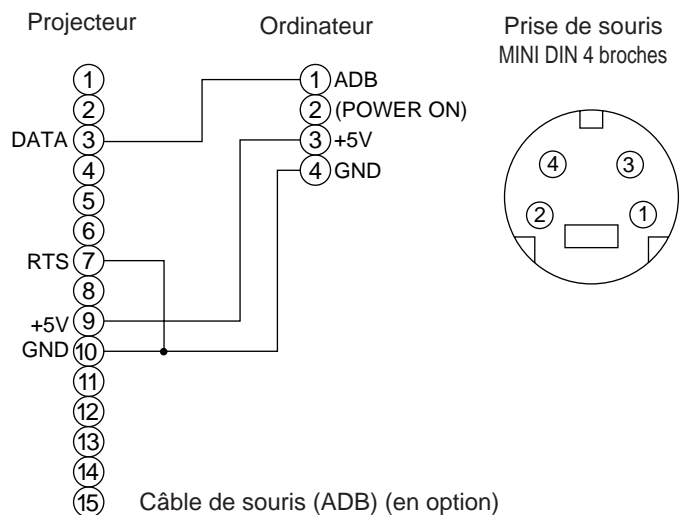 Projecteur Ordinateur Prise de souris
MINI DIN 4 broches
1 1 ADB
2 2 (POWER ON)
DATA 3 3 +5V
4 4 GND
5
6
RTS 7
8
+5V 9
GND 10
11
12
13
14
15 Câble de souris (ADB) (en option)
4 3
2 1